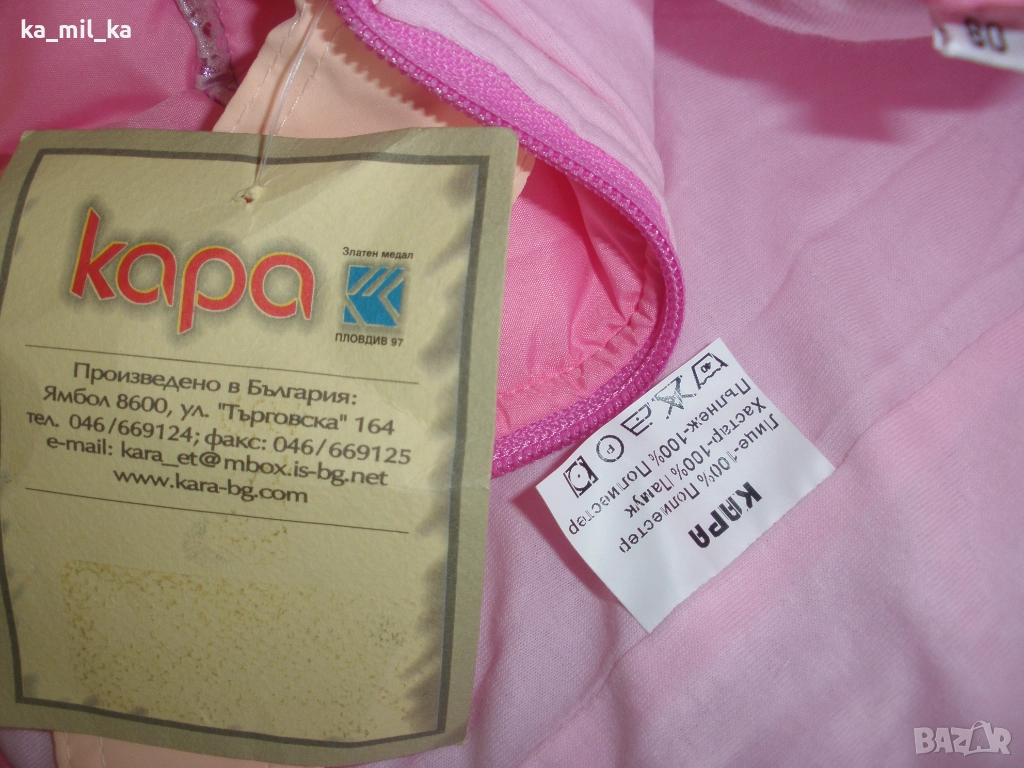 ka_mil_ka
80
капа
Златен медал
ПЛОВДИВ 97
Произведено в България:
Ямбол 8600, ул. "Търговска" 164
тел. 046/669124; факс: 046/669125
e-mail: kara_et@mbox.is-bg.net
www.kara-bg.com
КАРА
Лице-100% Полиестер
Хастар-100% Памук
Пълнеж-100% Полиестер
P
BAZAR